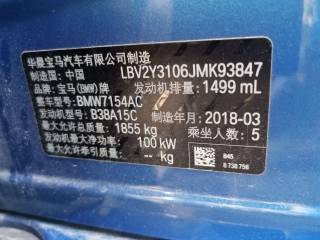 华晨宝马汽车有限公司制造
制造国: 中国 LBV2Y3106JMK93847
品牌: 宝马(BMW)牌 发动机排量: 1499 mL
整车型号: BMW7154AC
发动机型号: B38A15C 制造年月: 2018-03
最大允许总质量: 1855 kg 乘坐人数: 5
发动机最大净功率: 100 kW
最大允许牵引质量: -- kg
B45
8 738 756